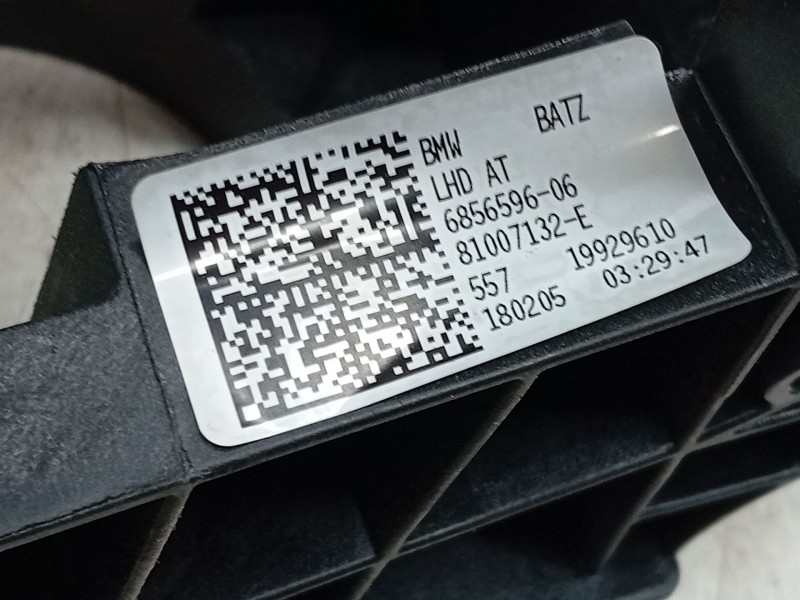 BMW BATZ
LHD AT
6856596-06
81007132-E
557 19929610
180205 03:29:47